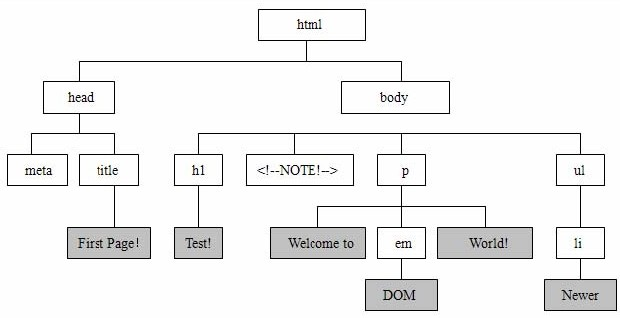 html
head
body
meta
title
h1
<!--NOTE!-->
p
ul
First Page!
Test!
Welcome to
em
World!
li
DOM
Newer